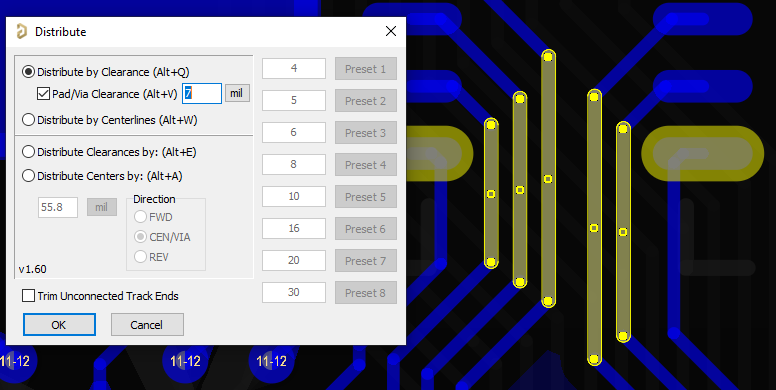 Distribute
Distribute by Clearance (Alt+Q)
Pad/Via Clearance (Alt+V) 7 mil
Distribute by Centerlines (Alt+W)
Distribute Clearances by: (Alt+E)
Distribute Centers by: (Alt+A)
55.8 mil
Direction
FWD
CEN/VIA
REV
v1.60
4 Preset 1
5 Preset 2
6 Preset 3
8 Preset 4
10 Preset 5
16 Preset 6
20 Preset 7
30 Preset 8
Trim Unconnected Track Ends
OK Cancel
11-12 11-12 11-12